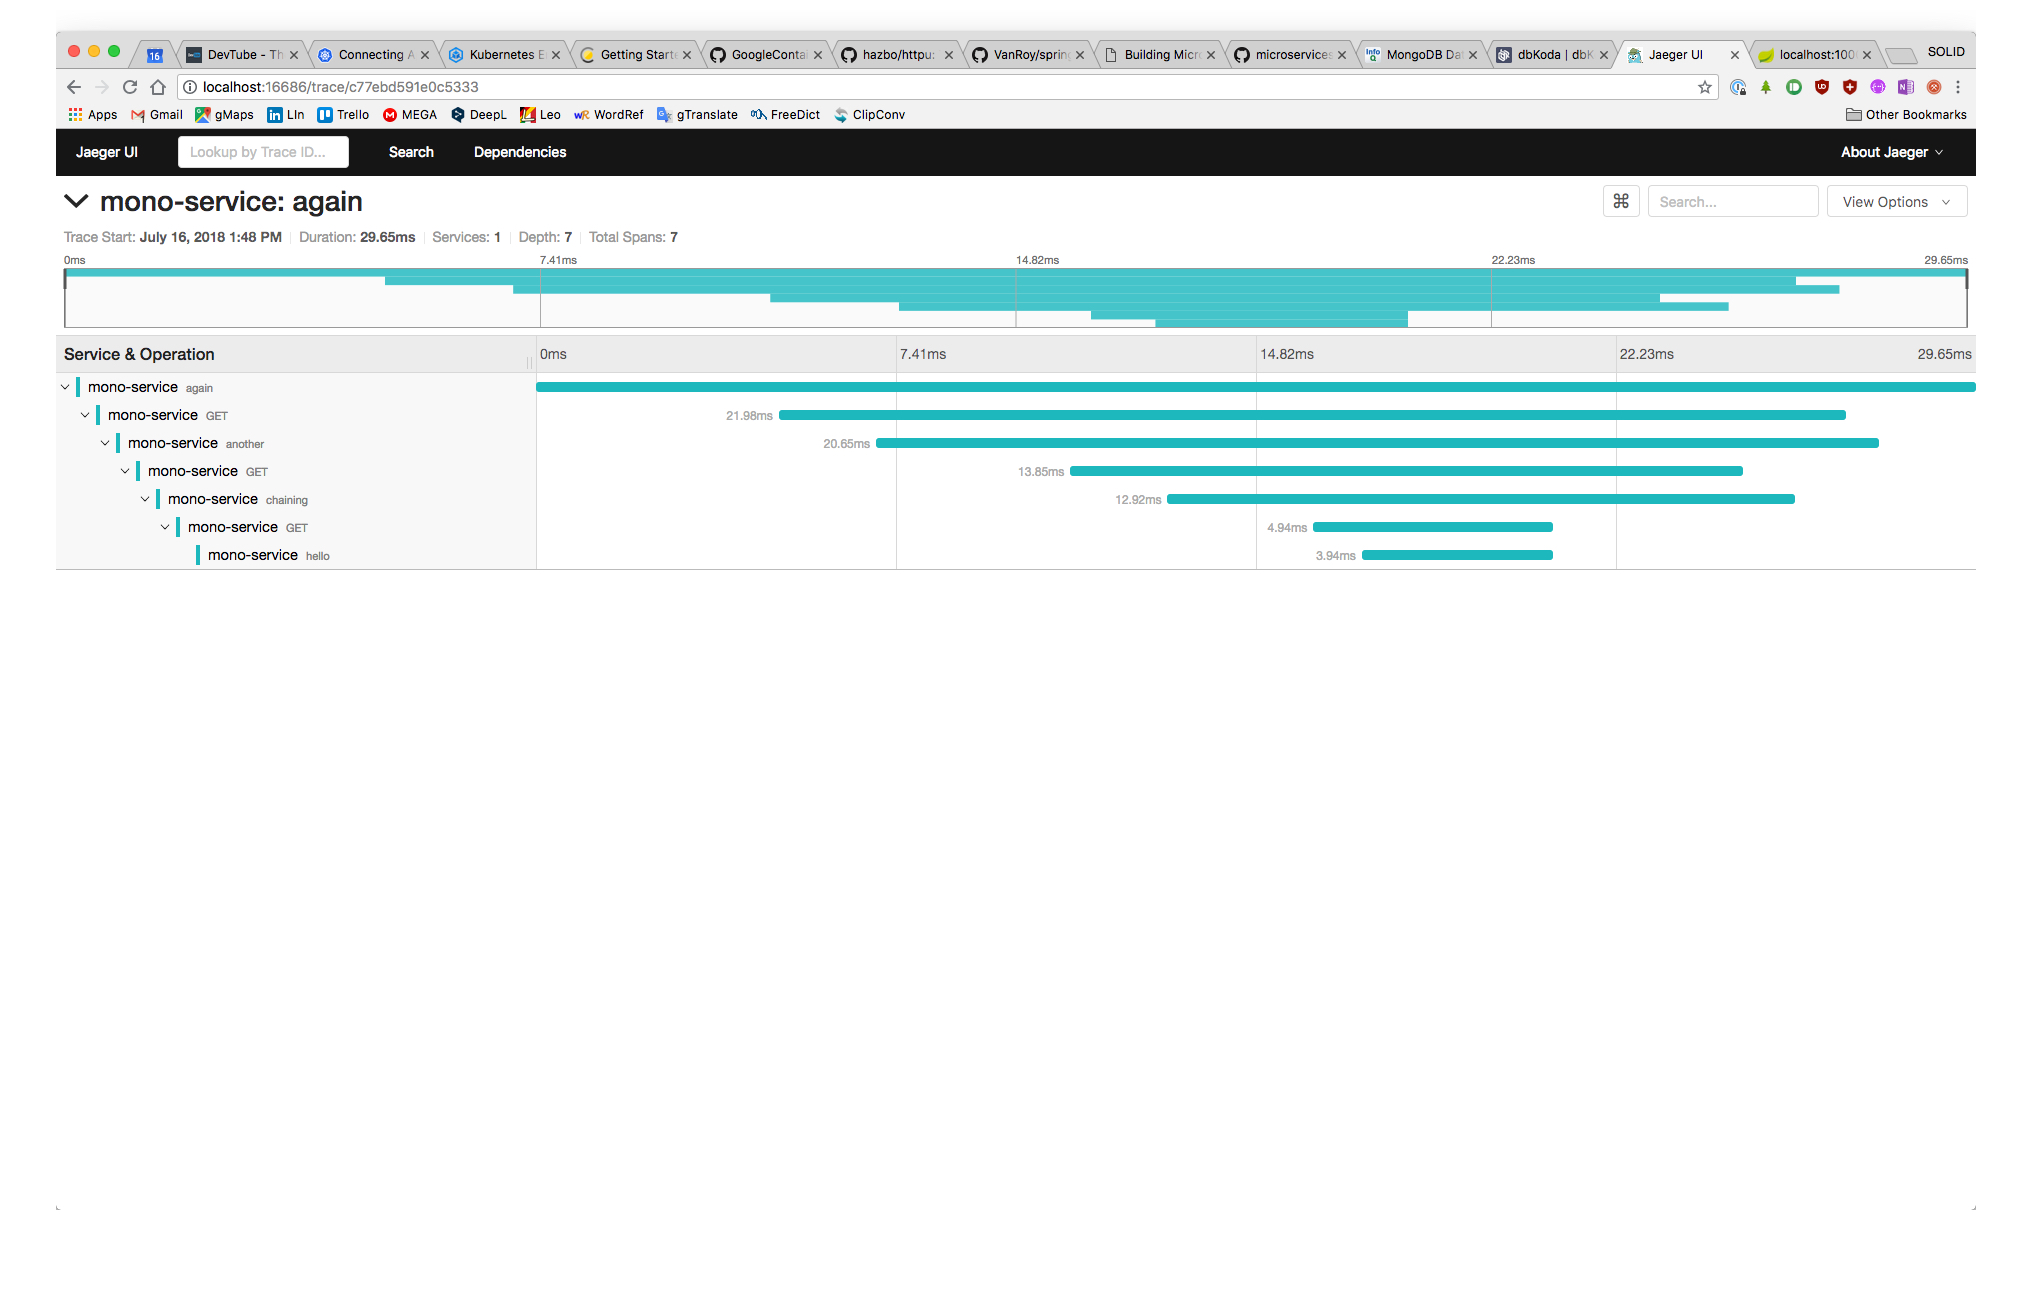 16 DevTube - Th Connecting A Kubernetes E Getting Starte GoogleContai hazbo/httpu: VanRoy/spring Building Micro microservices MongoDB Dat dbKoda | dbK Jaeger UI localhost:100 SOLID
localhost:16686/trace/c77ebd591e0c5333
Apps Gmail gMaps LIn Trello MEGA DeepL Leo WordRef gTranslate FreeDict ClipConv Other Bookmarks
Jaeger UI Lookup by Trace ID... Search Dependencies About Jaeger
mono-service: again ⌘ Search... View Options
Trace Start: July 16, 2018 1:48 PM Duration: 29.65ms Services: 1 Depth: 7 Total Spans: 7
0ms 7.41ms 14.82ms 22.23ms 29.65ms
Service & Operation 0ms 7.41ms 14.82ms 22.23ms 29.65ms
mono-service again
mono-service GET 21.98ms
mono-service another 20.65ms
mono-service GET 13.85ms
mono-service chaining 12.92ms
mono-service GET 4.94ms
mono-service hello 3.94ms